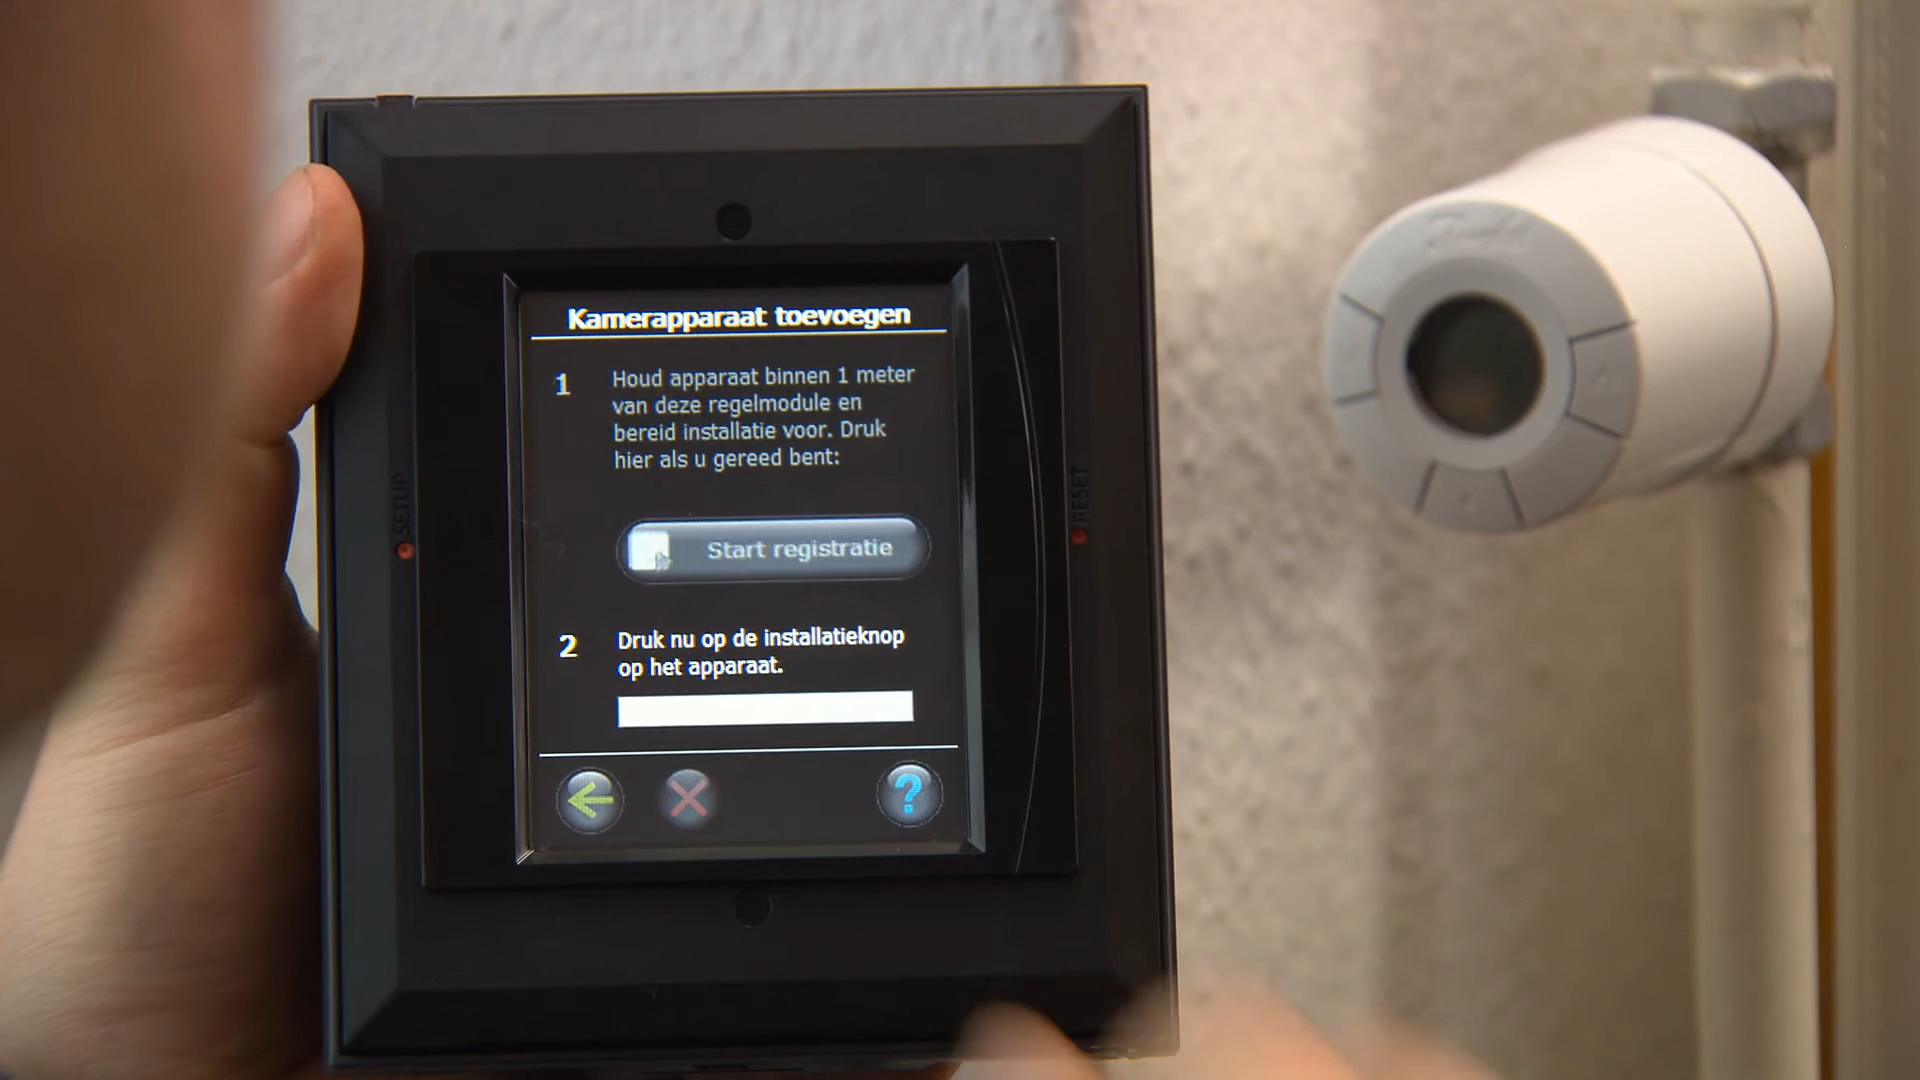 Kamerapparaat toevoegen
1
Houd apparaat binnen 1 meter
van deze regelmodule en
bereid installatie voor. Druk
hier als u gereed bent:
Start registratie
2
Druk nu op de installatieknop
op het apparaat.
?
SETUP
RESET
Danfoss